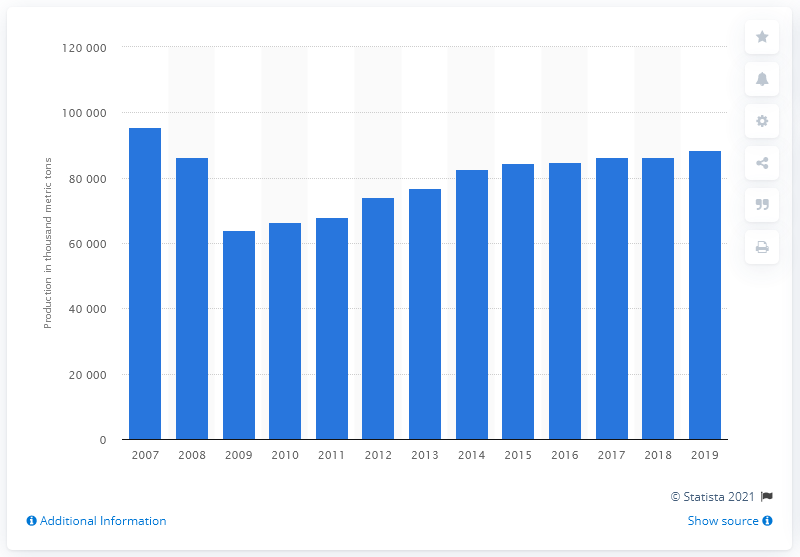 120 000
100 000
80 000
60 000
40 000
20 000
0
Production in thousand metric tons
2007 2008 2009 2010 2011 2012 2013 2014 2015 2016 2017 2018 2019
© Statista 2021
Additional Information
Show source